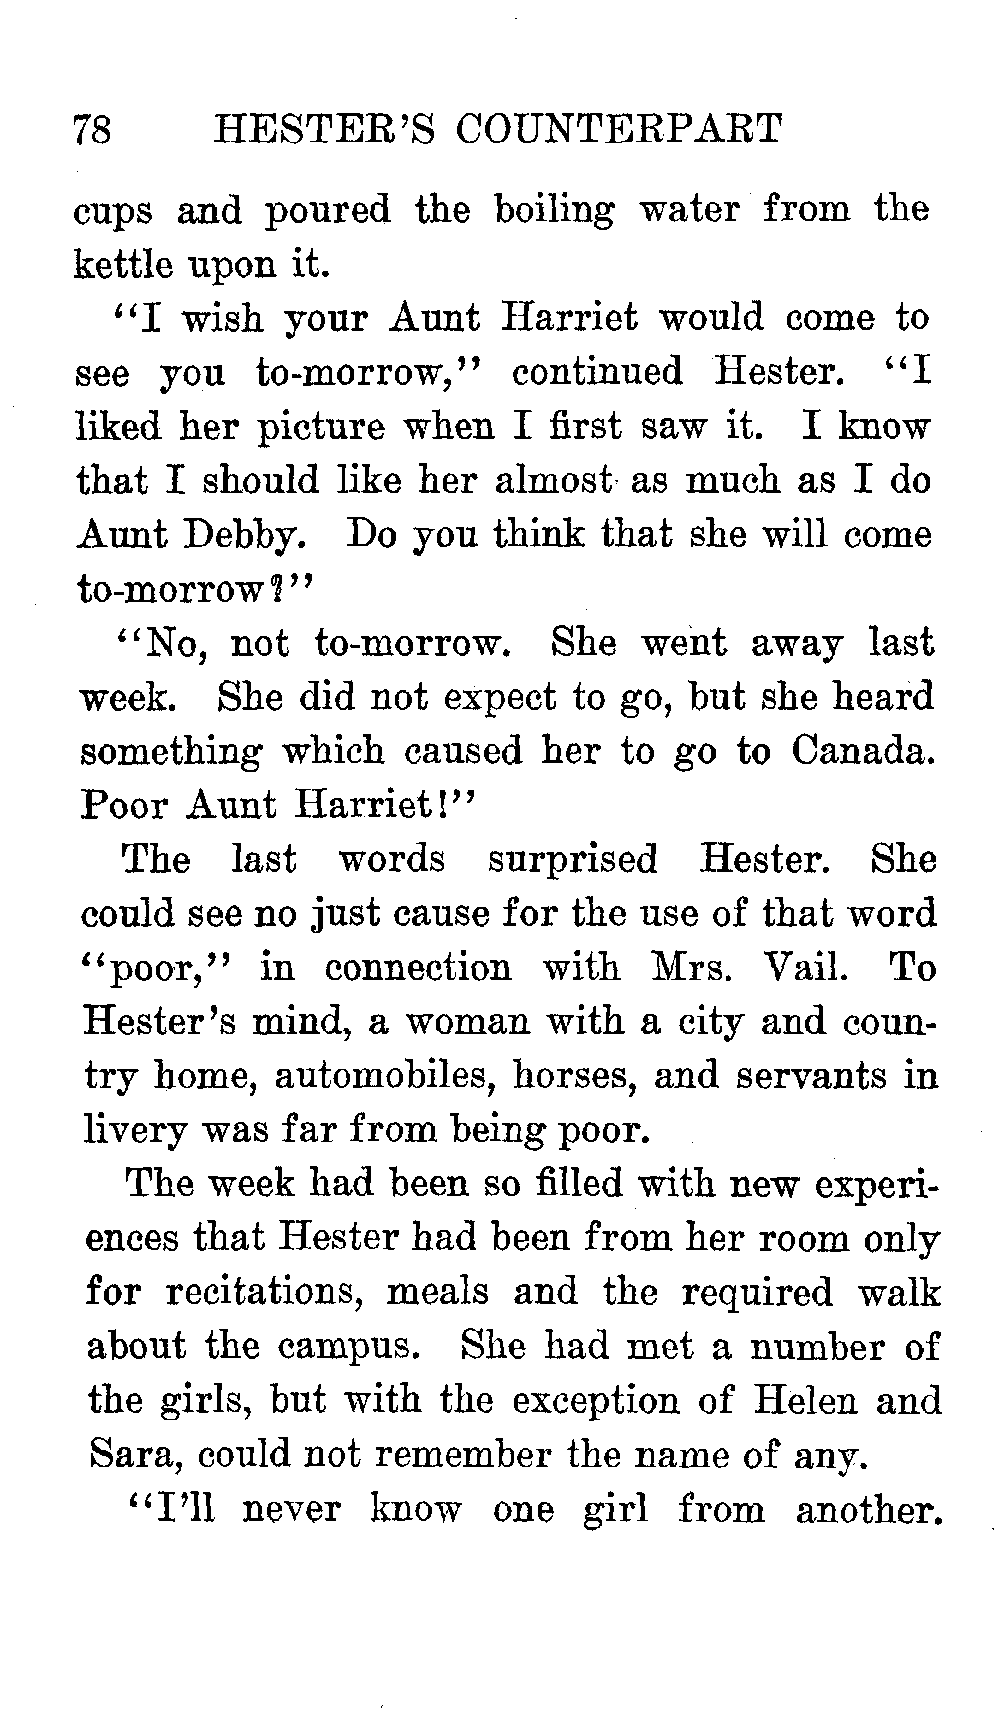 78 HESTER'S COUNTERPART
cups and poured the boiling water from the
kettle upon it.
"I wish your Aunt Harriet would come to
see you to-morrow," continued Hester. "I
liked her picture when I first saw it. I know
that I should like her almost as much as I do
Aunt Debby. Do you think that she will come
to-morrow?"
"No, not to-morrow. She went away last
week. She did not expect to go, but she heard
something which caused her to go to Canada.
Poor Aunt Harriet!"
The last words surprised Hester. She
could see no just cause for the use of that word
"poor," in connection with Mrs. Vail. To
Hester's mind, a woman with a city and coun-
try home, automobiles, horses, and servants in
livery was far from being poor.
The week had been so filled with new experi-
ences that Hester had been from her room only
for recitations, meals and the required walk
about the campus. She had met a number of
the girls, but with the exception of Helen and
Sara, could not remember the name of any.
"I'll never know one girl from another.